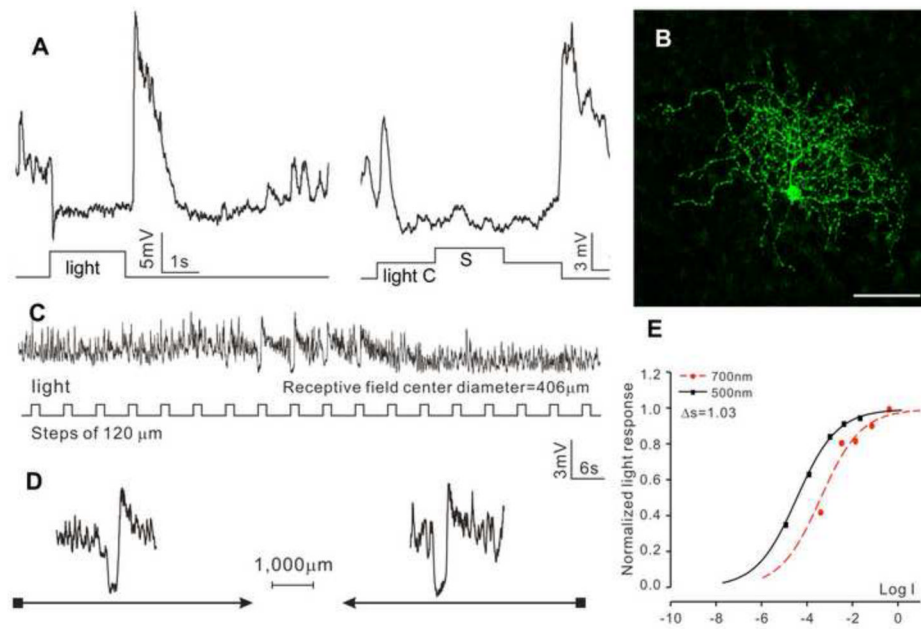 A
light
5mV
1s
light C
S
3 mV
B
C
light
Receptive field center diameter=406μm
Steps of 120 μm
3mV
6s
D
1,000μm
E
700nm
500nm
Δs=1.03
Normalized light response
1.2
1.0
0.8
0.6
0.4
0.2
0.0
Log I
-10 -8 -6 -4 -2 0